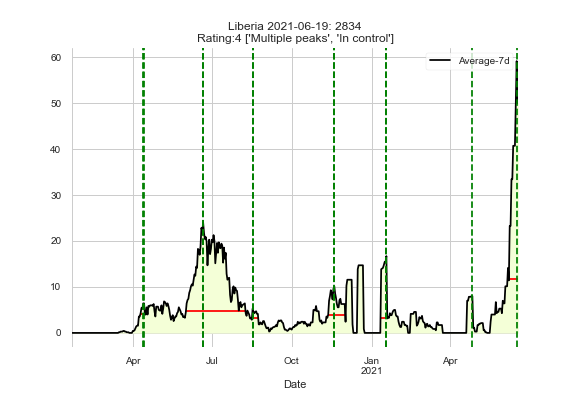 Liberia 2021-06-19: 2834
Rating:4 ['Multiple peaks', 'In control']
Average-7d
60
50
40
30
20
10
0
Apr
Jul
Oct
Jan
2021
Apr
Date